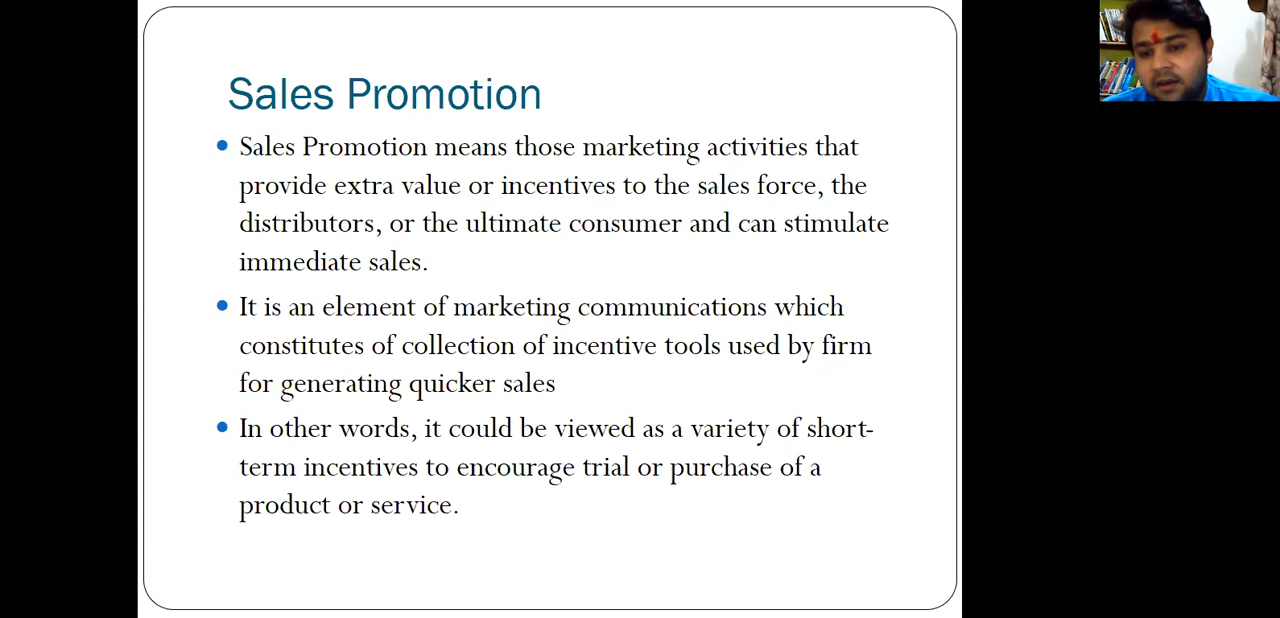 Sales Promotion
Sales Promotion means those marketing activities that
provide extra value or incentives to the sales force, the
distributors, or the ultimate consumer and can stimulate
immediate sales.
It is an element of marketing communications which
constitutes of collection of incentive tools used by firm
for generating quicker sales
In other words, it could be viewed as a variety of short-
term incentives to encourage trial or purchase of a
product or service.